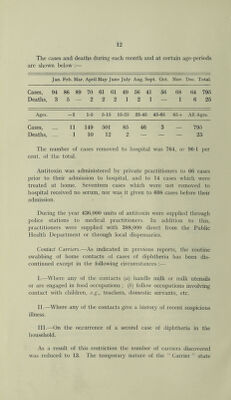 12
The cases and deaths during each month and at certain age-periods
are shown below :—
Jan. Feb. Mar. April May June July Aug. Sept. Oct. Nov. Dec. Total.
Cases, 94 86 89 70 61 61 49 56 41 56 68 64 795
Deaths, 3 5 — 2 2 2 1 2 1 — 1 6 25
Ages. –1 1-5 5-15 15-25 25-45 45-65 65+ All Ages.
Cases, ... 11 149 501 85 46 3 — 795
Deaths, ... 1 10 12 2 — — — 25
The number of cases removed to hospital was 764, or 96·1 per
cent. of the total.
Antitoxin was administered by private practitioners to 66 cases
prior to their admission to hospital, and to 14 cases which were
treated at home. Seventeen cases which were not removed to
hospital received no serum, nor was it given to 698 cases before their
admission.
During the year 426,000 units of antitoxin were supplied through
police stations to medical practitioners. In addition to this,
practitioners were supplied with 388,000 direct from the Public
Health Department or through local dispensaries.
Contact Carriers.—As indicated in previous reports, the routine
swabbing of home contacts of cases of diphtheria has been dis-
continued except in the following circumstances :—
I.—Where any of the contacts (a) handle milk or milk utensils
or are engaged in food occupations; (b) follow occupations involving
contact with children, e.g., teachers, domestic servants, etc.
II.—Where any of the contacts give a history of recent suspicious
illness.
III.—On the occurrence of a second case of diphtheria in the
household.
As a result of this restriction the number of carriers discovered
was reduced to 13. The temporary nature of the "Carrier" state